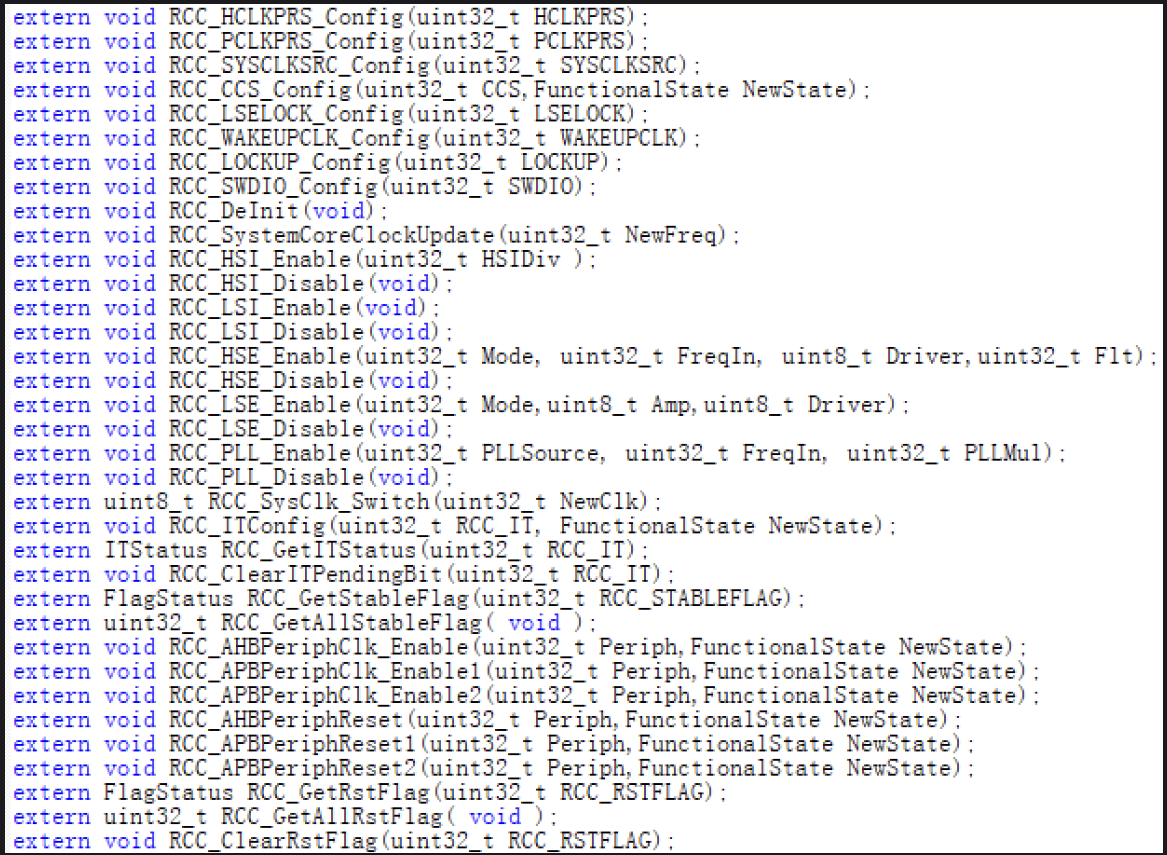 extern void RCC_HCLKPRS_Config(uint32_t HCLKPRS);
extern void RCC_PCLKPRS_Config(uint32_t PCLKPRS);
extern void RCC_SYSCLKSRC_Config(uint32_t SYSCLKSRC);
extern void RCC_CCS_Config(uint32_t CCS,FunctionalState NewState);
extern void RCC_LSELOCK_Config(uint32_t LSELOCK);
extern void RCC_WAKEUPCLK_Config(uint32_t WAKEUPCLK);
extern void RCC_LOCKUP_Config(uint32_t LOCKUP);
extern void RCC_SWDIO_Config(uint32_t SWDIO);
extern void RCC_DeInit(void);
extern void RCC_SystemCoreClockUpdate(uint32_t NewFreq);
extern void RCC_HSI_Enable(uint32_t HSIDiv );
extern void RCC_HSI_Disable(void);
extern void RCC_LSI_Enable(void);
extern void RCC_LSI_Disable(void);
extern void RCC_HSE_Enable(uint32_t Mode, uint32_t FreqIn, uint8_t Driver,uint32_t Flt);
extern void RCC_HSE_Disable(void);
extern void RCC_LSE_Enable(uint32_t Mode,uint8_t Amp,uint8_t Driver);
extern void RCC_LSE_Disable(void);
extern void RCC_PLL_Enable(uint32_t PLLSource, uint32_t FreqIn, uint32_t PLLMul);
extern void RCC_PLL_Disable(void);
extern uint8_t RCC_SysClk_Switch(uint32_t NewClk);
extern void RCC_ITConfig(uint32_t RCC_IT, FunctionalState NewState);
extern ITStatus RCC_GetITStatus(uint32_t RCC_IT);
extern void RCC_ClearITPendingBit(uint32_t RCC_IT);
extern FlagStatus RCC_GetStableFlag(uint32_t RCC_STABLEFLAG);
extern uint32_t RCC_GetAllStableFlag( void );
extern void RCC_AHBPeriphClk_Enable(uint32_t Periph,FunctionalState NewState);
extern void RCC_APBPeriphClk_Enable1(uint32_t Periph,FunctionalState NewState);
extern void RCC_APBPeriphClk_Enable2(uint32_t Periph,FunctionalState NewState);
extern void RCC_AHBPeriphReset(uint32_t Periph,FunctionalState NewState);
extern void RCC_APBPeriphReset1(uint32_t Periph,FunctionalState NewState);
extern void RCC_APBPeriphReset2(uint32_t Periph,FunctionalState NewState);
extern FlagStatus RCC_GetRstFlag(uint32_t RCC_RSTFLAG);
extern uint32_t RCC_GetAllRstFlag( void );
extern void RCC_ClearRstFlag(uint32_t RCC_RSTFLAG);